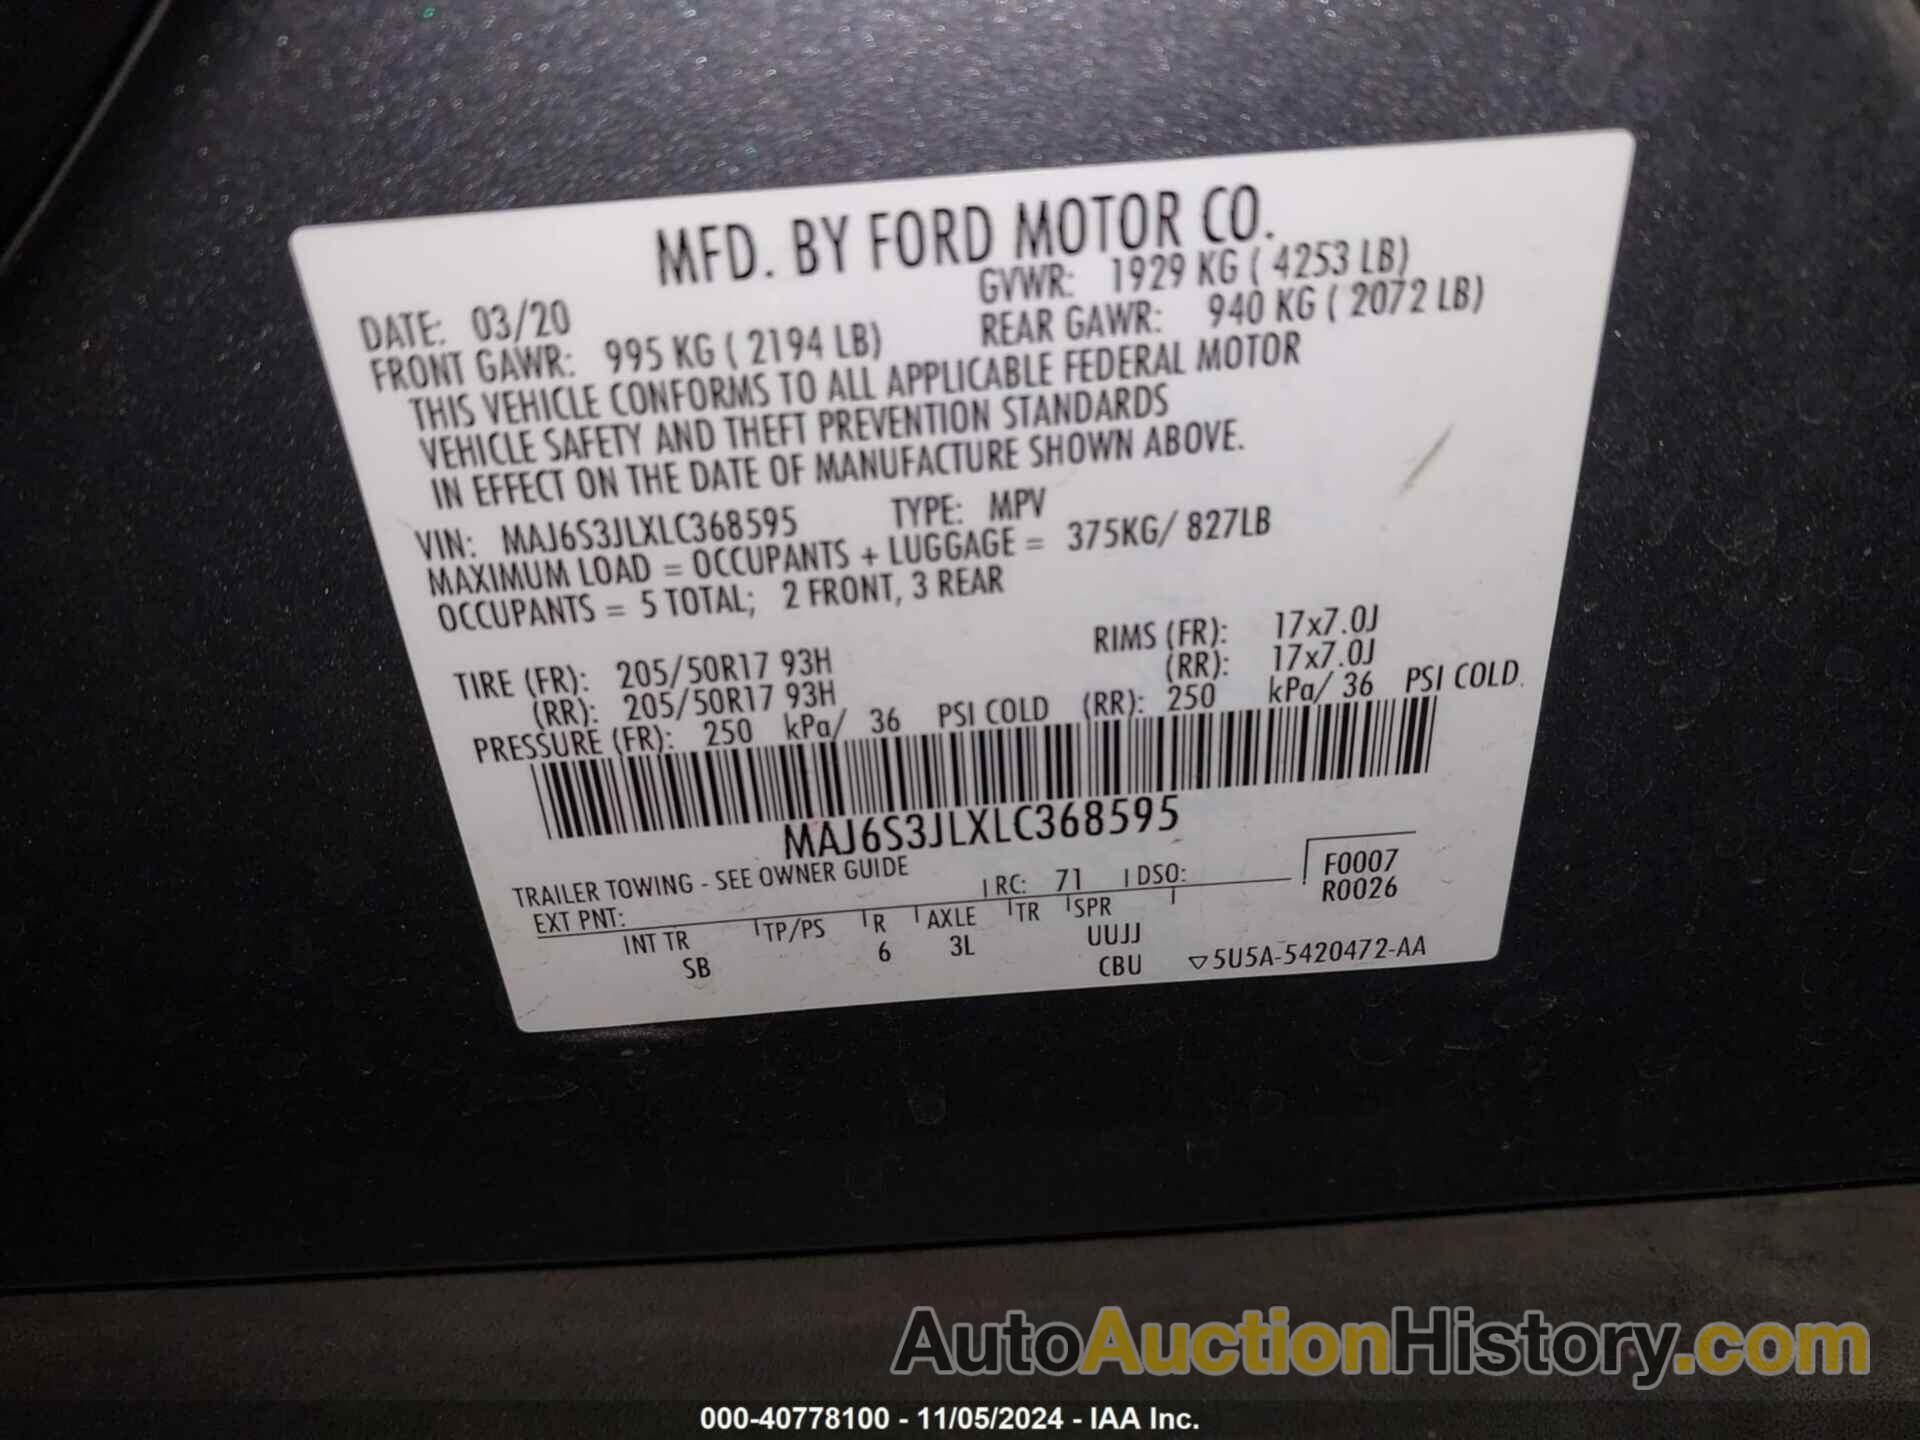 MFD. BY FORD MOTOR CO.
DATE: 03/20 GVWR: 1929 KG ( 4253 LB)
FRONT GAWR: 995 KG ( 2194 LB) REAR GAWR: 940 KG ( 2072 LB)
THIS VEHICLE CONFORMS TO ALL APPLICABLE FEDERAL MOTOR
VEHICLE SAFETY AND THEFT PREVENTION STANDARDS
IN EFFECT ON THE DATE OF MANUFACTURE SHOWN ABOVE.
VIN: MAJ6S3JLXLC368595 TYPE: MPV
MAXIMUM LOAD = OCCUPANTS + LUGGAGE = 375KG/ 827LB
OCCUPANTS = 5 TOTAL; 2 FRONT, 3 REAR
TIRE (FR): 205/50R17 93H RIMS (FR): 17x7.0J
(RR): 205/50R17 93H (RR): 17x7.0J
PRESSURE (FR): 250 kPa/ 36 PSI COLD (RR): 250 kPa/ 36 PSI COLD
MAJ6S3JLXLC368595
TRAILER TOWING - SEE OWNER GUIDE
EXT PNT: RC: 71 DSO: F0007
R0026
INT TR TP/PS R AXLE TR SPR
SB 6 3L UUJJ
CBU ▽5U5A-5420472-AA
AutoAuctionHistory.com
000-40778100 - 11/05/2024 - IAA Inc.